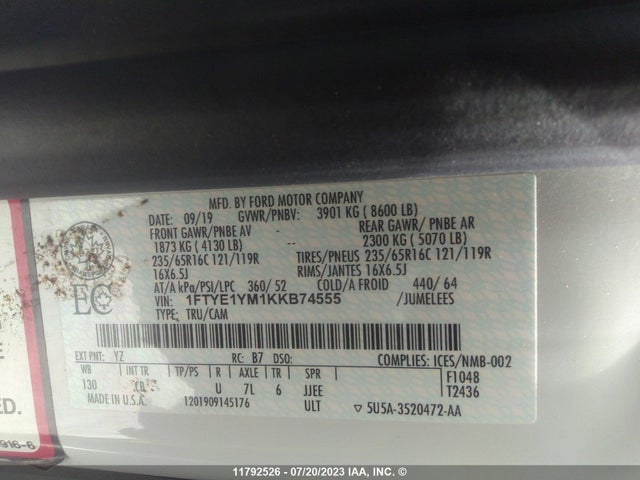 MFD. BY FORD MOTOR COMPANY
DATE: 09/19 GVWR/PNBV: 3901 KG ( 8600 LB)
FRONT GAWR/PNBE AV REAR GAWR/ PNBE AR
1873 KG ( 4130 LB) -- 2300 KG ( 5070 LB)
235/65R16C 121/119R TIRES/PNEUS 235/65R16C 121/119R
16X6.5J RIMS/JANTES 16X6.5J
AT/A kPa/PSI/LPC 360/ 52 COLD/A FROID 440/ 64
VIN: 1FTYE1YM1KKB74555 /JUMELEES
TYPE: TRU/CAM
EC
EXT PNT: YZ RC: B7 DSO: COMPLIES: ICES/NMB-002
WB INT TR TP/PS R AXLE TR SPR F1048
130 U 7L 6 JJEE T2436
MADE IN U.S.A. 1201909145176 ULT 5U5A-3520472-AA
E
ED.
916-6
11792526 - 07/20/2023 IAA, INC. ©